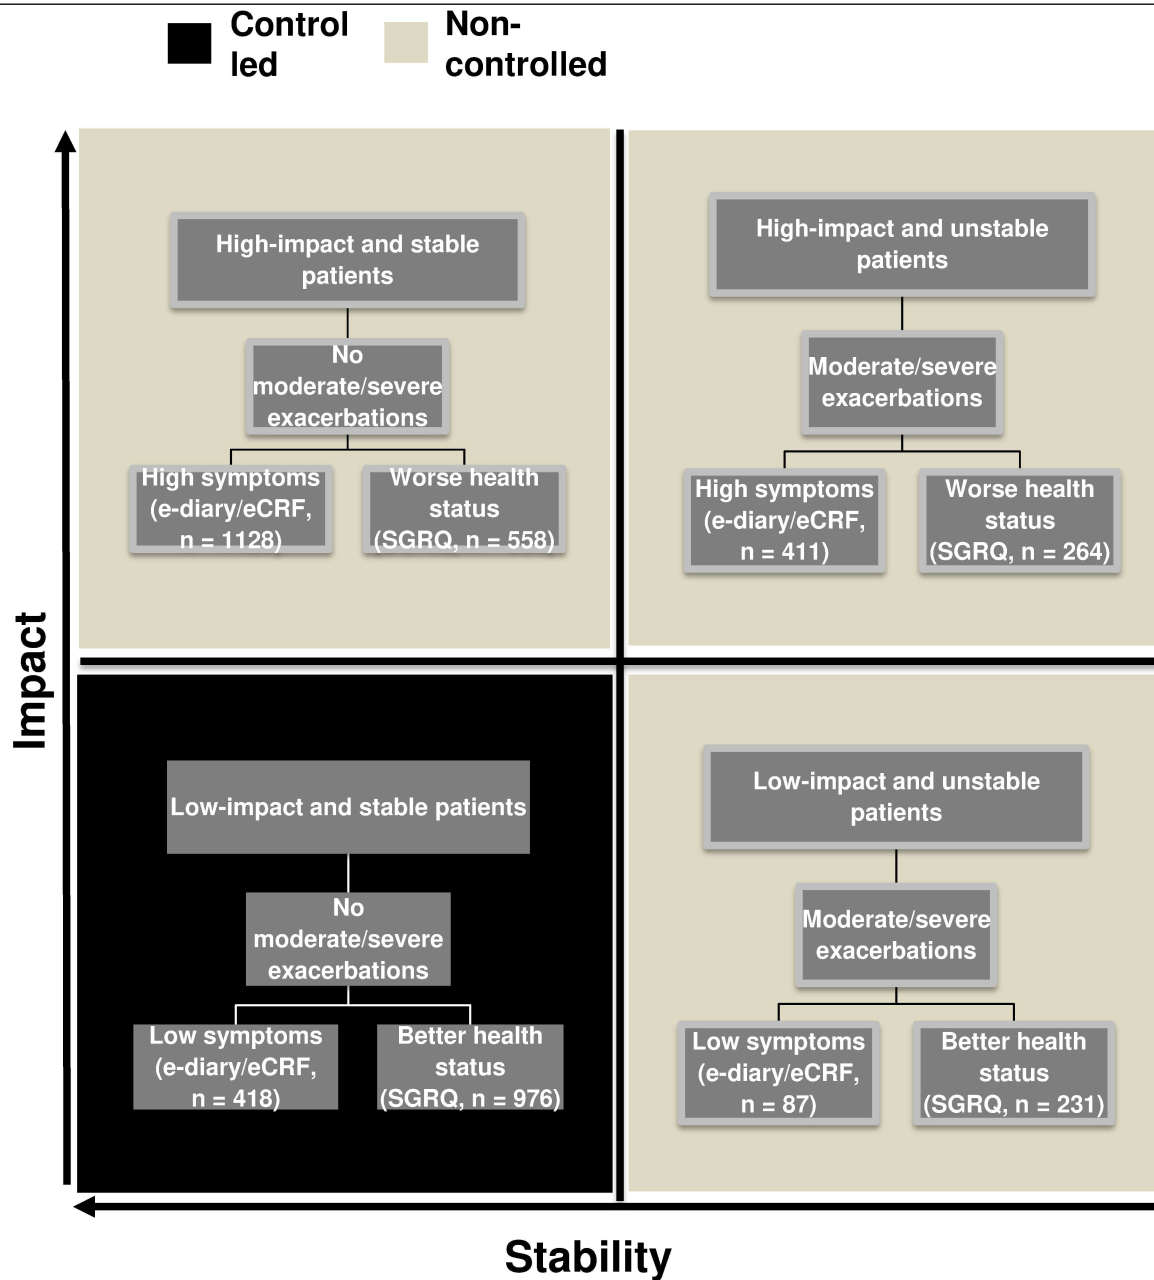 Control
led
Non-
controlled
High-impact and stable
patients
No
moderate/severe
exacerbations
High symptoms
(e-diary/eCRF,
n = 1128)
Worse health
status
(SGRQ, n = 558)
High-impact and unstable
patients
Moderate/severe
exacerbations
High symptoms
(e-diary/eCRF,
n = 411)
Worse health
status
(SGRQ, n = 264)
Impact
Low-impact and stable patients
No
moderate/severe
exacerbations
Low symptoms
(e-diary/eCRF,
n = 418)
Better health
status
(SGRQ, n = 976)
Low-impact and unstable
patients
Moderate/severe
exacerbations
Low symptoms
(e-diary/eCRF,
n = 87)
Better health
status
(SGRQ, n = 231)
Stability